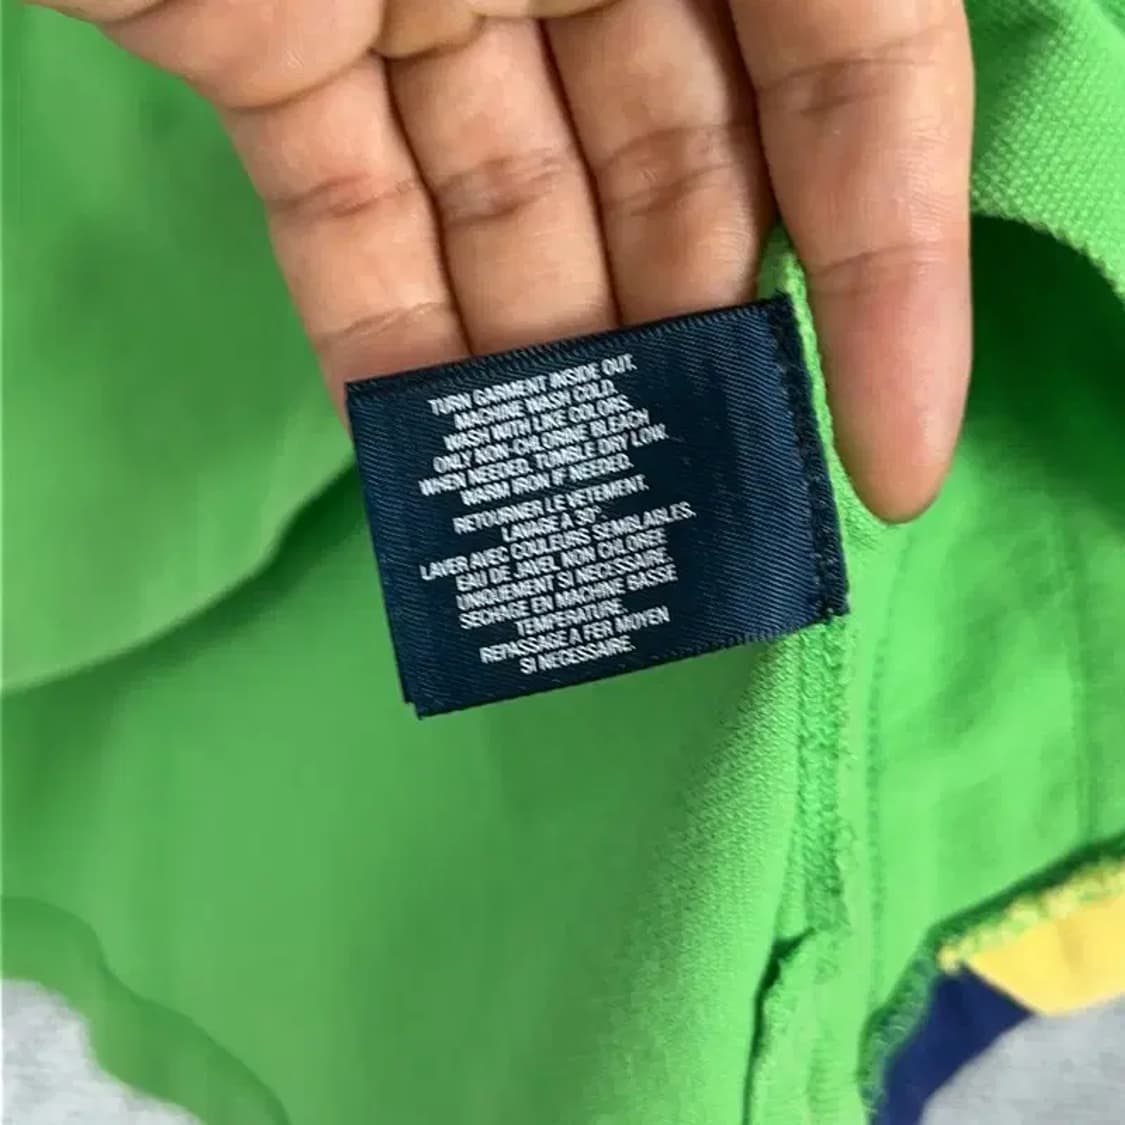 TURN GARMENT INSIDE OUT.
MACHINE WASH COLD.
WASH WITH LIKE COLORS.
ONLY NON-CHLORINE BLEACH
WHEN NEEDED. TUMBLE DRY LOW.
WARM IRON IF NEEDED.
RETOURNER LE VETEMENT.
LAVAGE A 30°.
LAVER AVEC COULEURS SEMBLABLES.
EAU DE JAVEL NON CHLOREE
UNIQUEMENT SI NECESSAIRE.
SECHAGE EN MACHINE BASSE
TEMPERATURE.
REPASSAGE A FER MOYEN
SI NECESSAIRE.